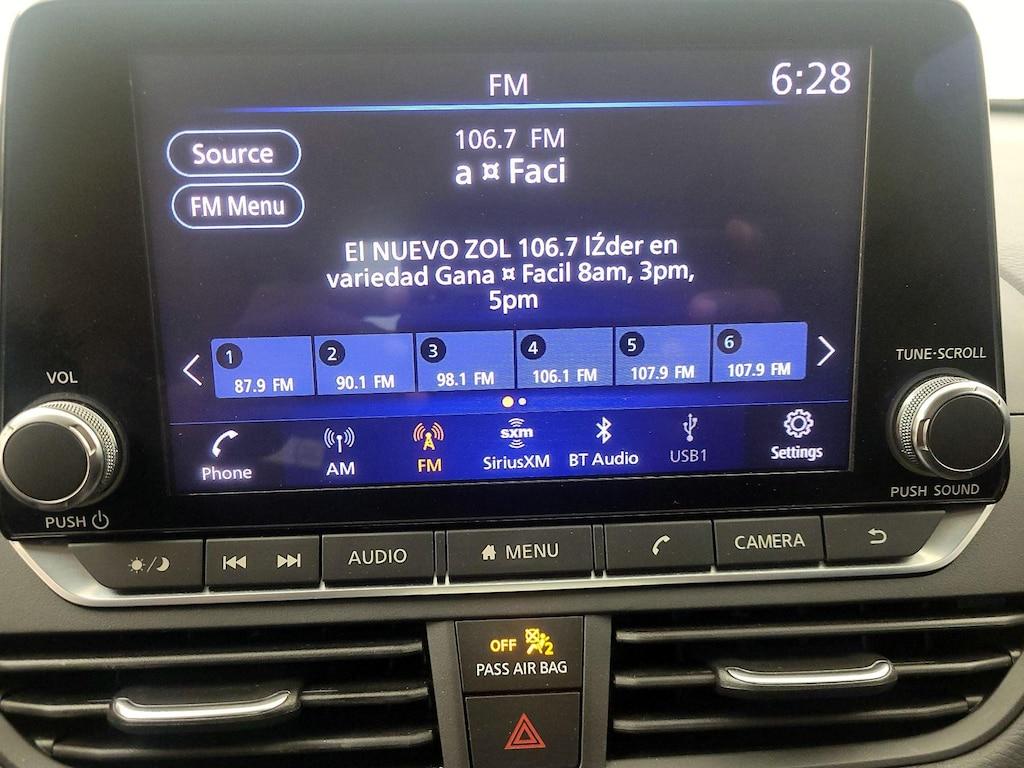 FM
6:28
Source
106.7 FM
a ¤ Faci
FM Menu
El NUEVO ZOL 106.7 lŹder en
variedad Gana ¤ Facil 8am, 3pm,
5pm
1
2
3
4
5
6
87.9 FM
90.1 FM
98.1 FM
106.1 FM
107.9 FM
107.9 FM
Phone
AM
FM
sxm
SiriusXM
BT Audio
USB1
Settings
VOL
PUSH
TUNE·SCROLL
PUSH SOUND
AUDIO
MENU
CAMERA
OFF
2
PASS AIR BAG